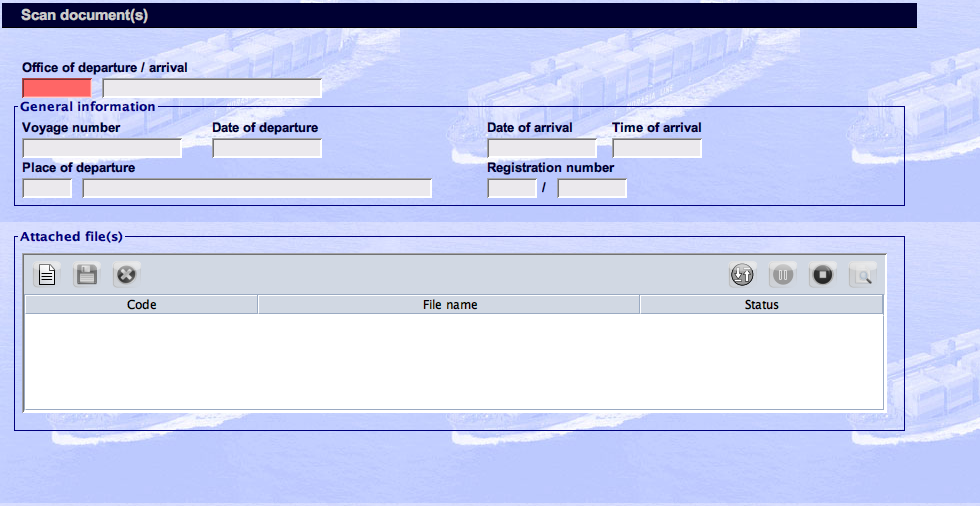 Scan document(s)
Office of departure / arrival
General information
Voyage number Date of departure Date of arrival Time of arrival
Place of departure Registration number
/
Attached file(s)
Code File name Status